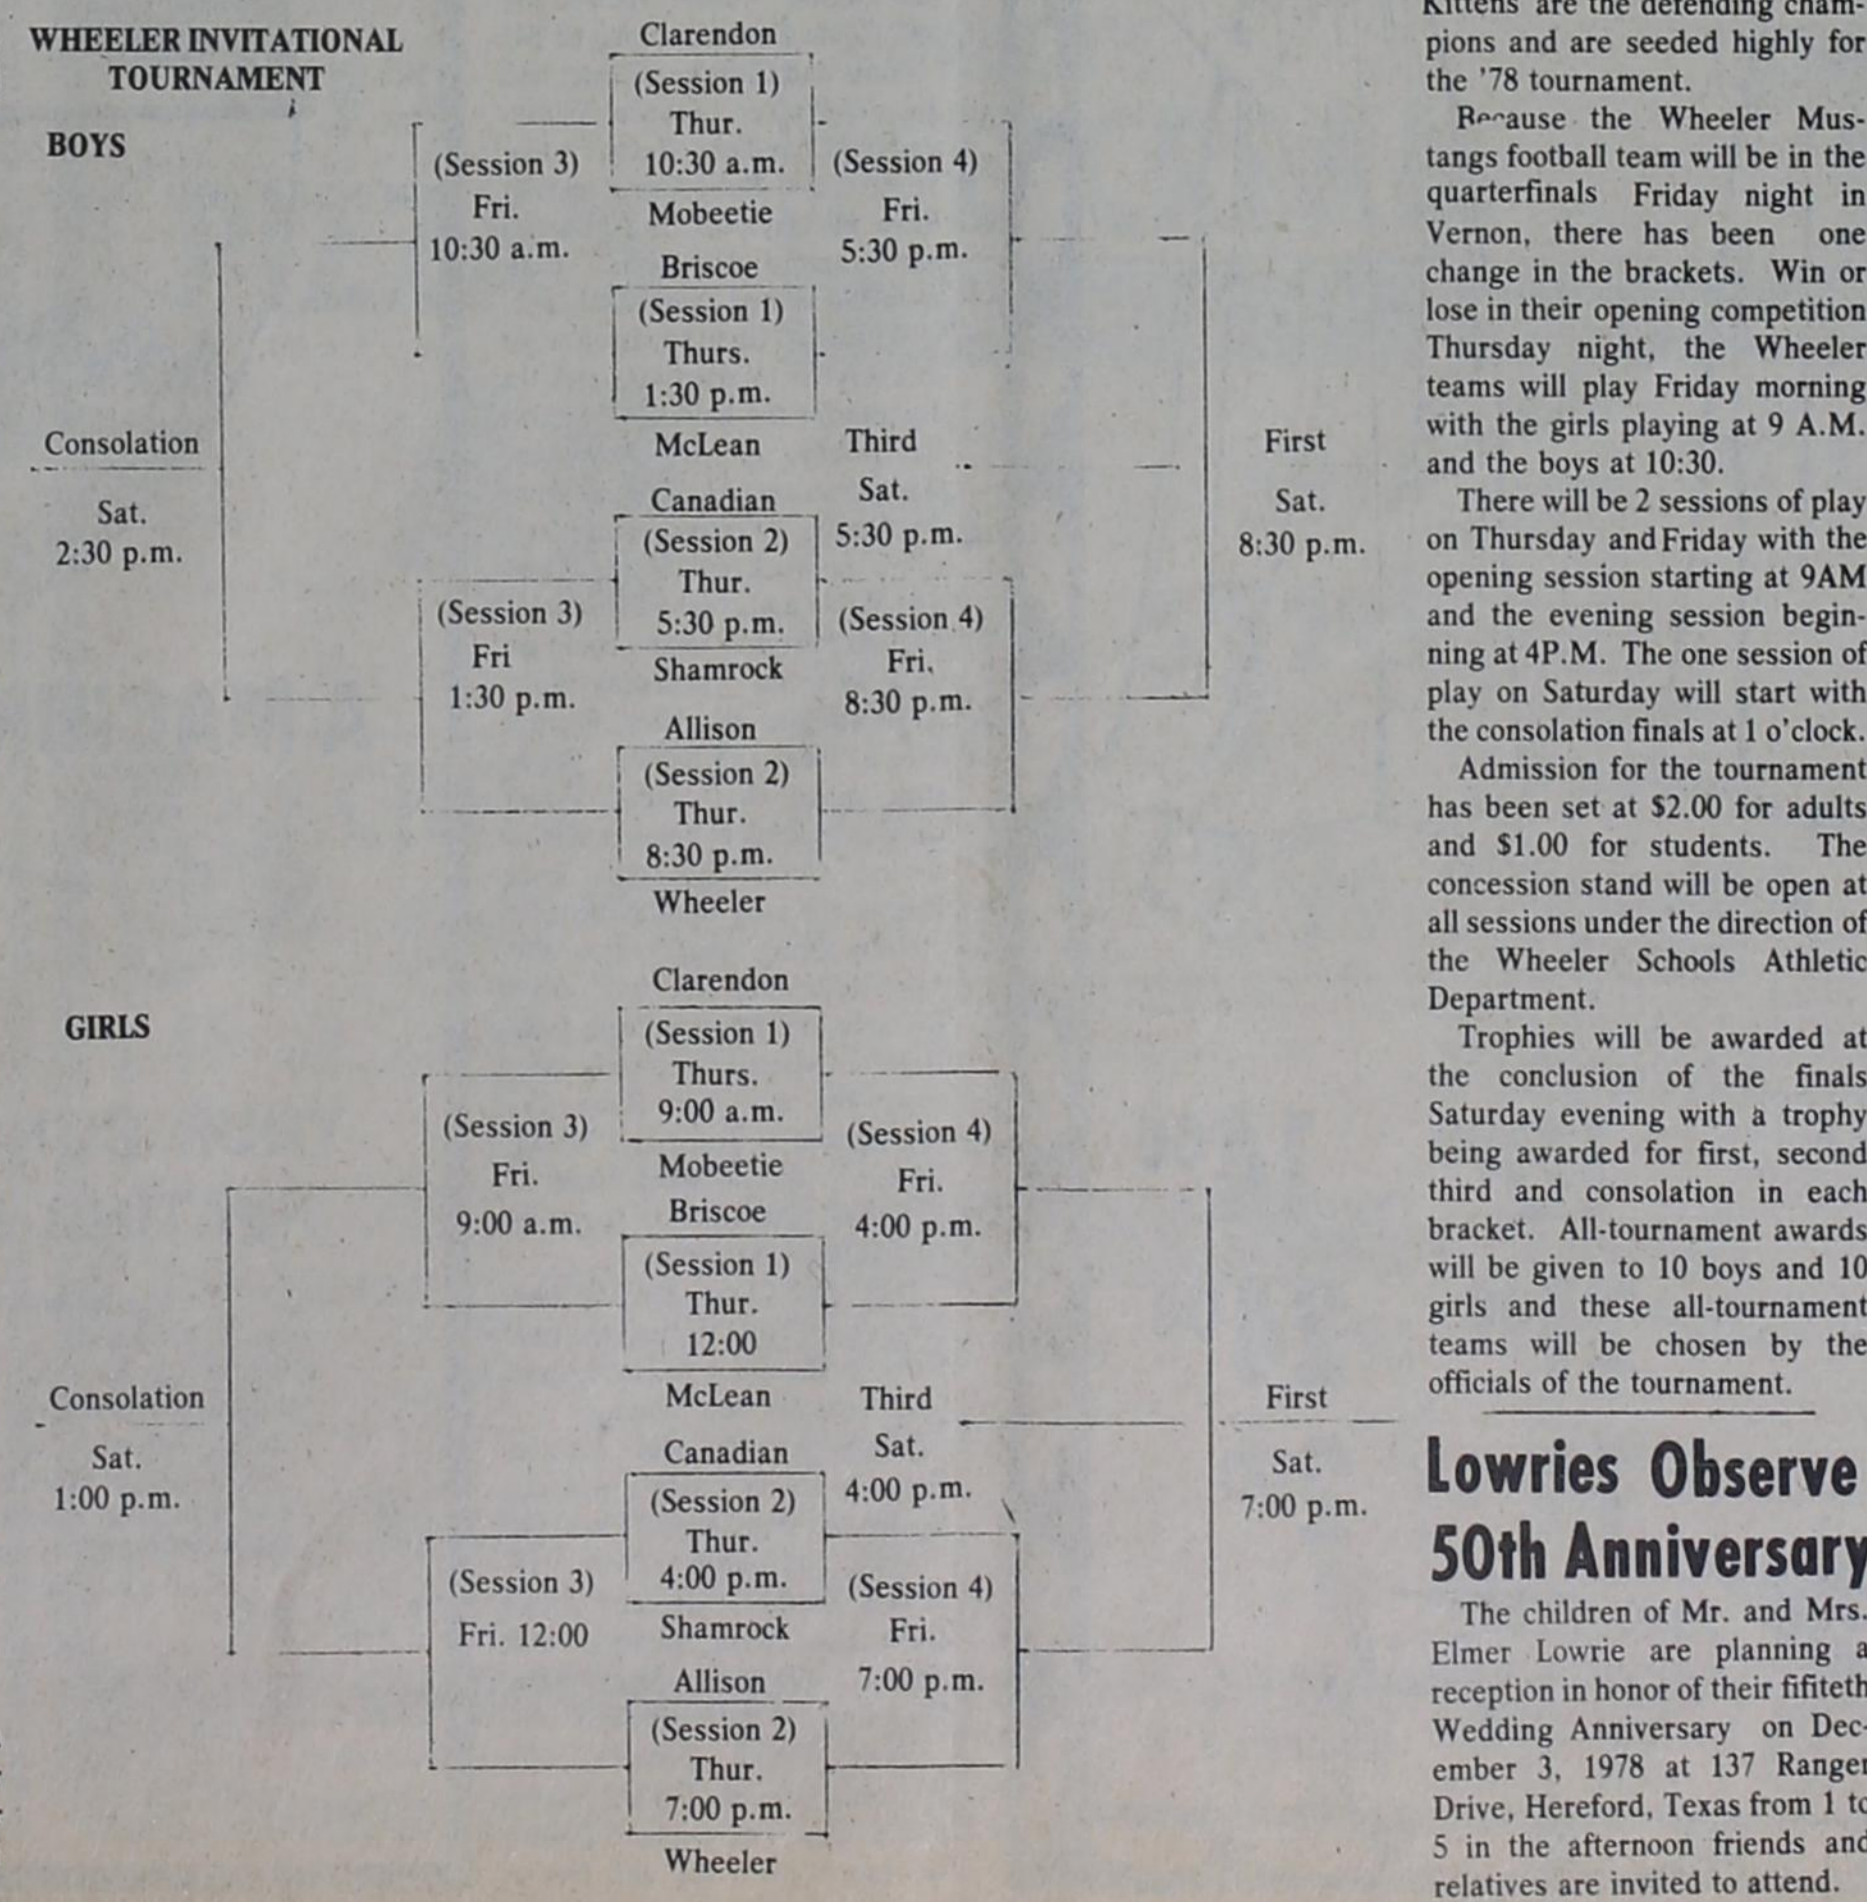 WHEELER INVITATIONAL
TOURNAMENT
BOYS
Clarendon
(Session 1)
Thur.
10:30 a.m.
Mobeetie
Briscoe
(Session 1)
Thurs.
1:30 p.m.
McLean
Canadian
(Session 2)
Thur.
5:30 p.m.
Shamrock
Allison
(Session 2)
Thur.
8:30 p.m.
Wheeler
(Session 3)
Fri.
10:30 a.m.
(Session 3)
Fri
1:30 p.m.
Consolation
Sat.
2:30 p.m.
(Session 4)
Fri.
5:30 p.m.
Third
Sat.
5:30 p.m.
(Session 4)
Fri.
8:30 p.m.
First
Sat.
8:30 p.m.
GIRLS
Clarendon
(Session 1)
Thurs.
9:00 a.m.
Mobeetie
Briscoe
(Session 1)
Thur.
12:00
McLean
Canadian
(Session 2)
Thur.
4:00 p.m.
Shamrock
Allison
(Session 2)
Thur.
7:00 p.m.
Wheeler
(Session 3)
Fri.
9:00 a.m.
(Session 3)
Fri. 12:00
Consolation
Sat.
1:00 p.m.
(Session 4)
Fri.
4:00 p.m.
Third
Sat.
4:00 p.m.
(Session 4)
Fri.
7:00 p.m.
First
Sat.
7:00 p.m.
Kittens are the defending cham-
pions and are seeded highly for
the '78 tournament.
Because the Wheeler Mus-
tangs football team will be in the
quarterfinals Friday night in
Vernon, there has been one
change in the brackets. Win or
lose in their opening competition
Thursday night, the Wheeler
teams will play Friday morning
with the girls playing at 9 A.M.
and the boys at 10:30.
There will be 2 sessions of play
on Thursday and Friday with the
opening session starting at 9AM
and the evening session begin-
ning at 4P.M. The one session of
play on Saturday will start with
the consolation finals at 1 o'clock.
Admission for the tournament
has been set at $2.00 for adults
and $1.00 for students. The
concession stand will be open at
all sessions under the direction of
the Wheeler Schools Athletic
Department.
Trophies will be awarded at
the conclusion of the finals
Saturday evening with a trophy
being awarded for first, second
third and consolation in each
bracket. All-tournament awards
will be given to 10 boys and 10
girls and these all-tournament
teams will be chosen by the
officials of the tournament.
Lowries Observe
50th Anniversary
The children of Mr. and Mrs.
Elmer Lowrie are planning a
reception in honor of their fifiteth
Wedding Anniversary on Dec-
ember 3, 1978 at 137 Ranger
Drive, Hereford, Texas from 1 to
5 in the afternoon friends and
relatives are invited to attend.